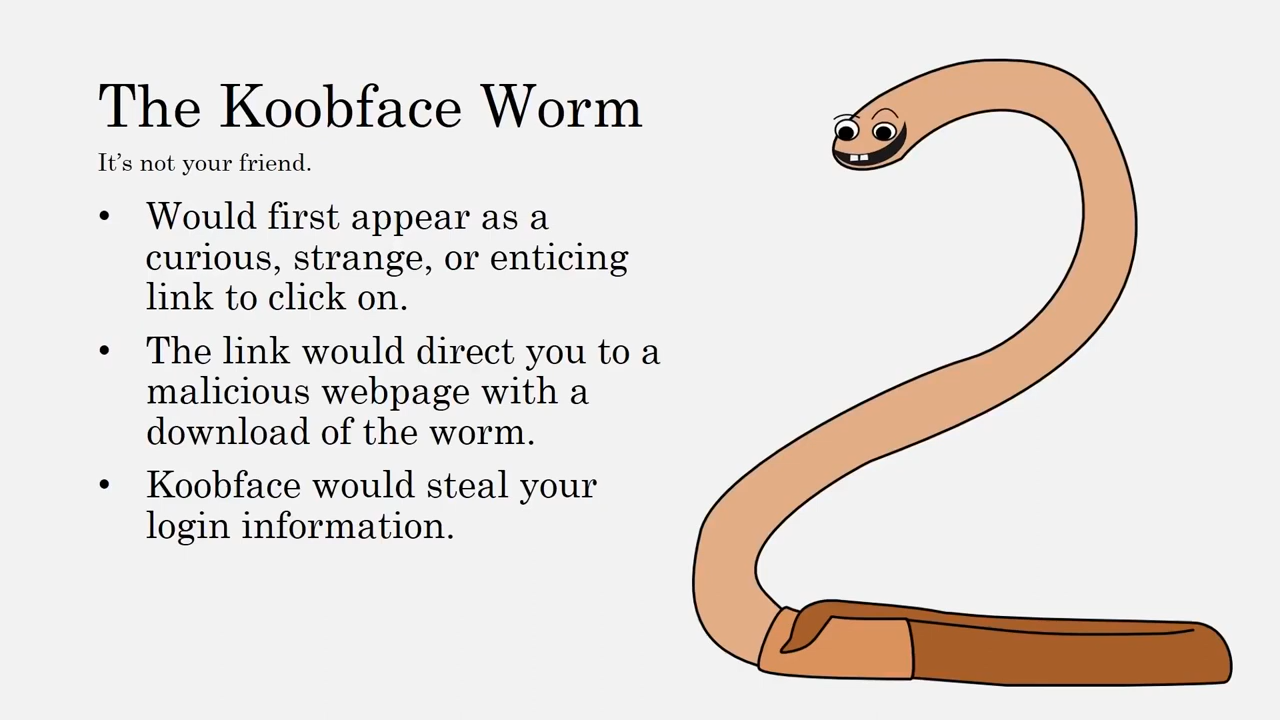 The Koobface Worm
It's not your friend.
• Would first appear as a
curious, strange, or enticing
link to click on.
• The link would direct you to a
malicious webpage with a
download of the worm.
• Koobface would steal your
login information.